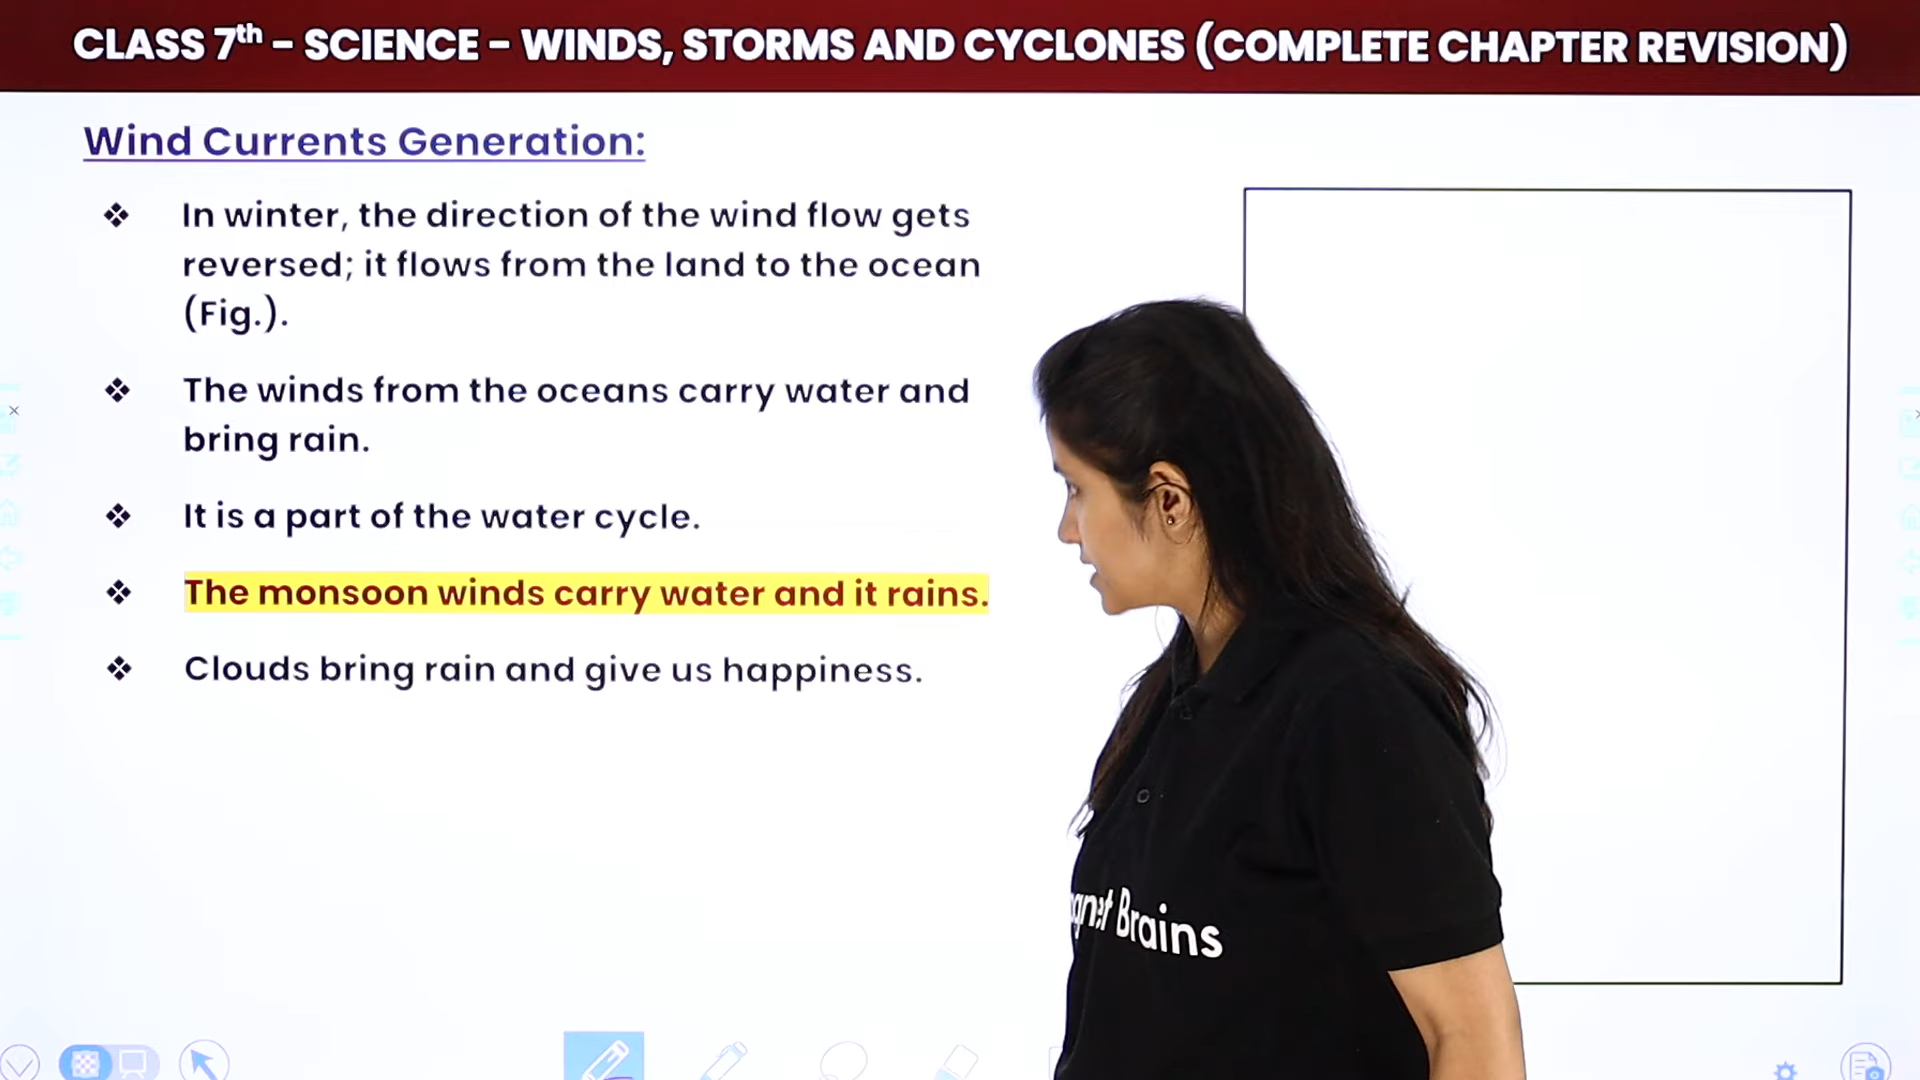 CLASS 7th – SCIENCE – WINDS, STORMS AND CYCLONES (COMPLETE CHAPTER REVISION)
Wind Currents Generation:
❖ In winter, the direction of the wind flow gets
reversed; it flows from the land to the ocean
(Fig.).
❖ The winds from the oceans carry water and
bring rain.
❖ It is a part of the water cycle.
❖ The monsoon winds carry water and it rains.
❖ Clouds bring rain and give us happiness.
Brains